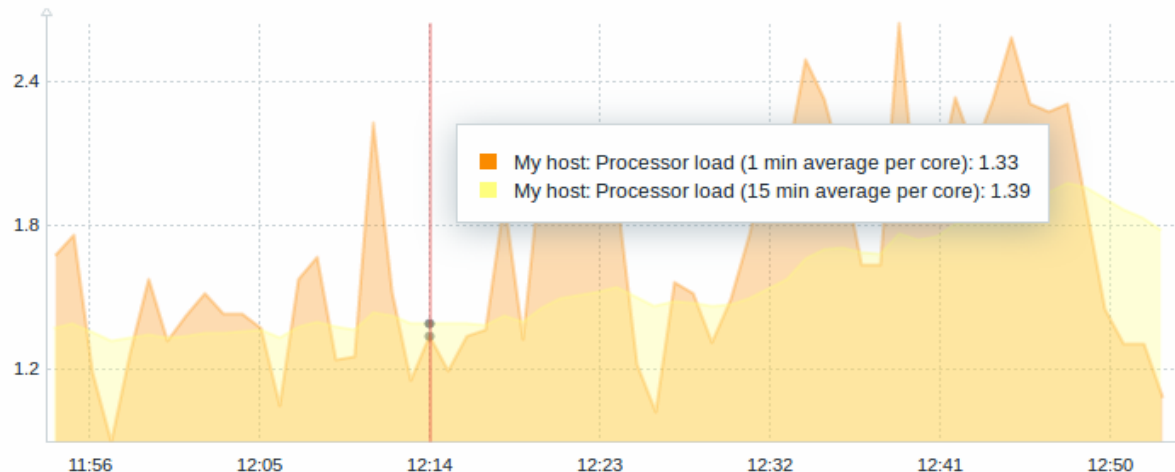 2.4
My host: Processor load (1 min average per core): 1.33
My host: Processor load (15 min average per core): 1.39
1.8
1.2
11:56 12:05 12:14 12:23 12:32 12:41 12:50